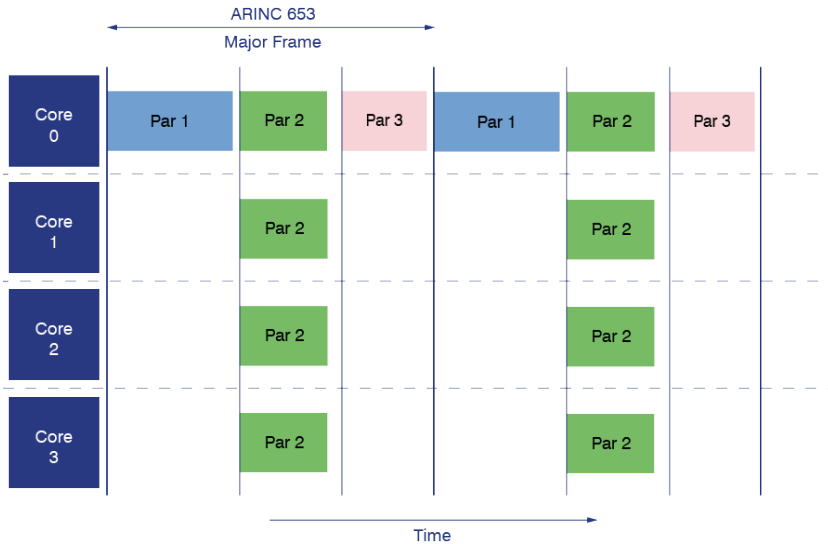 ARINC 653
Major Frame
Core
0
Par 1
Par 2
Par 3
Par 1
Par 2
Par 3
Core
1
Par 2
Par 2
Core
2
Par 2
Par 2
Core
3
Par 2
Par 2
Time